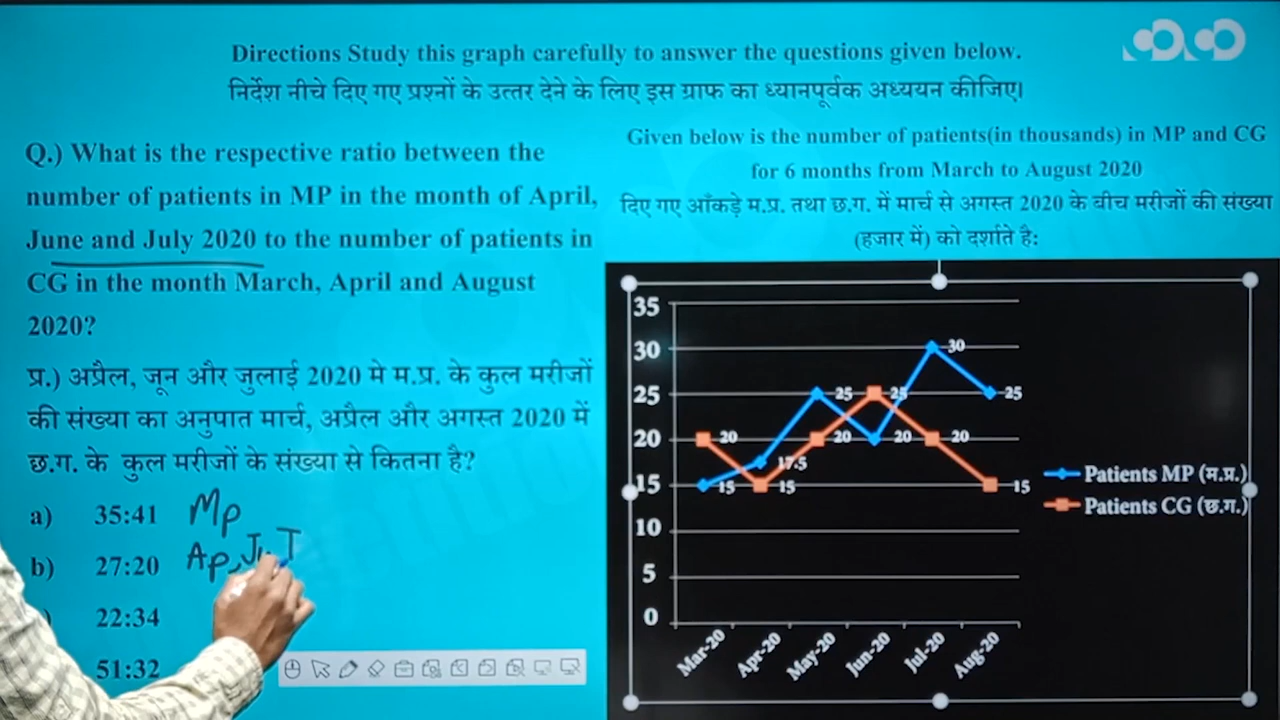 Directions Study this graph carefully to answer the questions given below.
निर्देश नीचे दिए गए प्रश्नों के उत्तर देने के लिए इस ग्राफ का ध्यानपूर्वक अध्ययन कीजिए।
Q.) What is the respective ratio between the
number of patients in MP in the month of April,
June and July 2020 to the number of patients in
CG in the month March, April and August
2020?
प्र.) अप्रैल, जून और जुलाई 2020 मे म.प्र. के कुल मरीजों
की संख्या का अनुपात मार्च, अप्रैल और अगस्त 2020 में
छ.ग. के कुल मरीजों के संख्या से कितना है?
a) 35:41
b) 27:20
22:34
51:32
Mp
Ap, Ju
Given below is the number of patients(in thousands) in MP and CG
for 6 months from March to August 2020
दिए गए आँकड़े म.प्र. तथा छ.ग. में मार्च से अगस्त 2020 के बीच मरीजों की संख्या
(हजार में) को दर्शाते है:
35
30
30
25
25 25 25
20
20 20 20 20
17.5
15
15 15 15
10
5
0
Mar-20 Apr-20 May-20 Jun-20 Jul-20 Aug-20
Patients MP (म.प्र.)
Patients CG (छ.ग.)